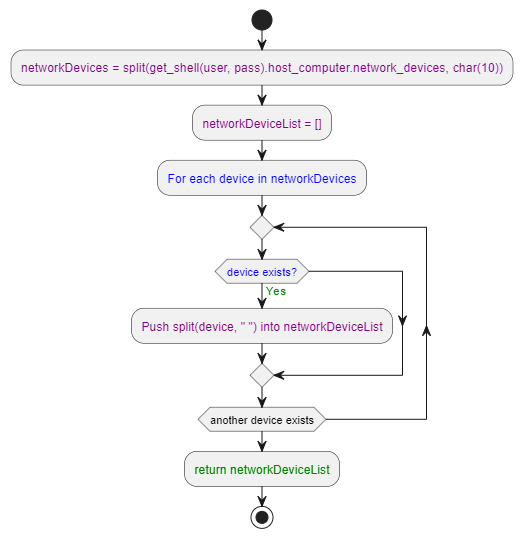 networkDevices = split(get_shell(user, pass).host_computer.network_devices, char(10))
networkDeviceList = []
For each device in networkDevices
device exists?
Yes
Push split(device, " ") into networkDeviceList
another device exists
return networkDeviceList